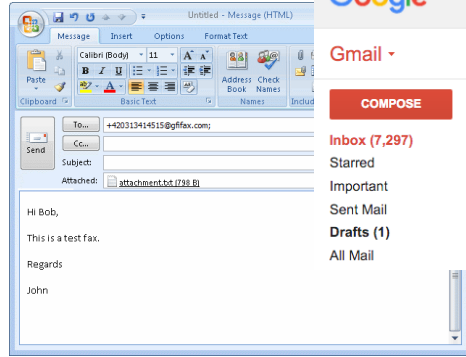 Untitled - Message (HTML)
Message Insert Options Format Text
Calibri (Body) 11 A A
Paste
B I U
Address Book
Check Names
Clipboard Basic Text Names Includ
To... +420313414515@gfifax.com;
Cc...
Send
Subject:
Attached: attachment.txt (798 B)
Hi Bob,
This is a test fax.
Regards
John
Google
Gmail
COMPOSE
Inbox (7,297)
Starred
Important
Sent Mail
Drafts (1)
All Mail